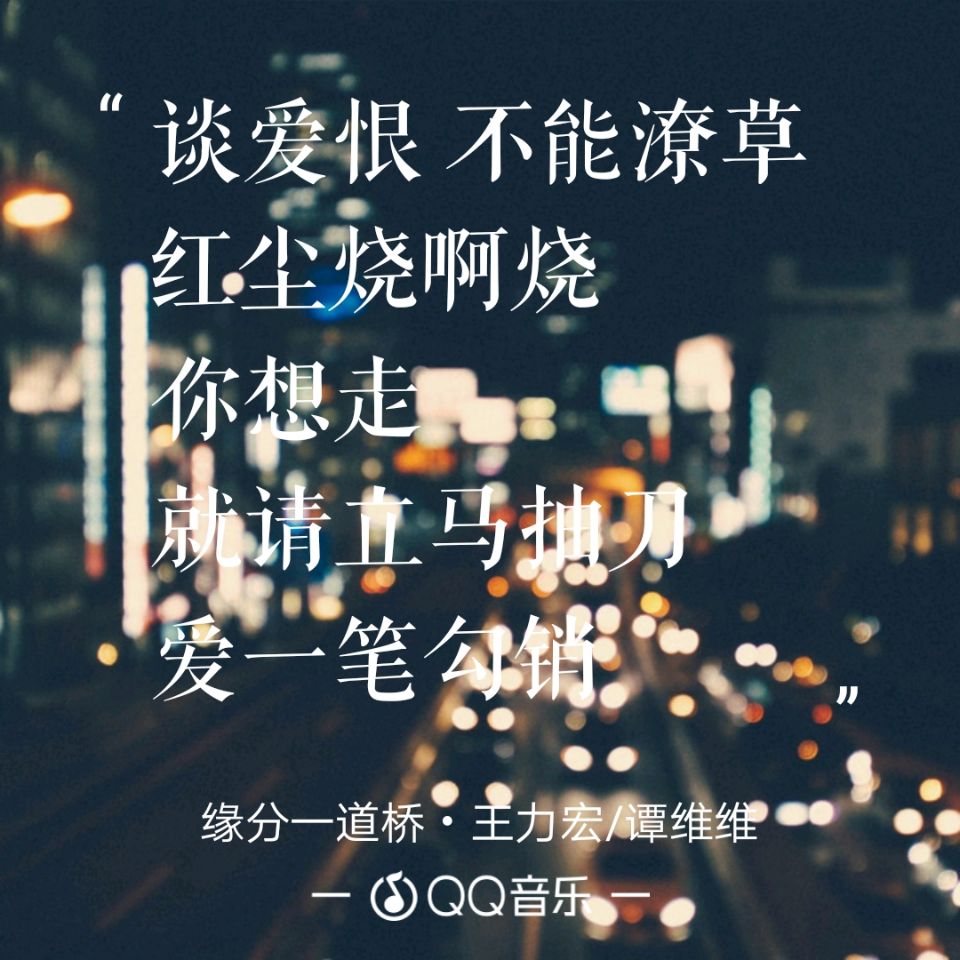 “谈爱恨 不能潦草
红尘烧啊烧
你想走
就请立马抽刀
爱一笔勾销”
缘分一道桥·王力宏/谭维维
— QQ音乐 —